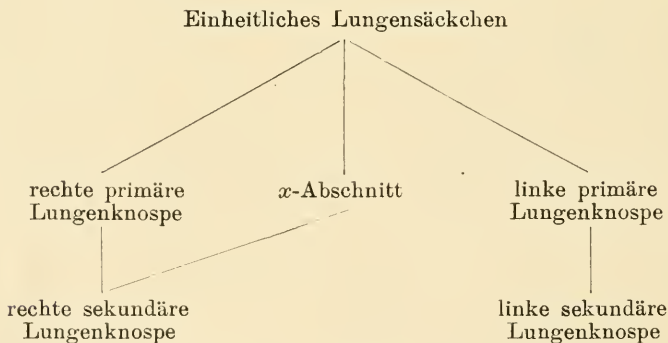 Einheitliches Lungensäckchen
rechte primäre
Lungenknospe
x-Abschnitt
linke primäre
Lungenknospe
rechte sekundäre
Lungenknospe
linke sekundäre
Lungenknospe